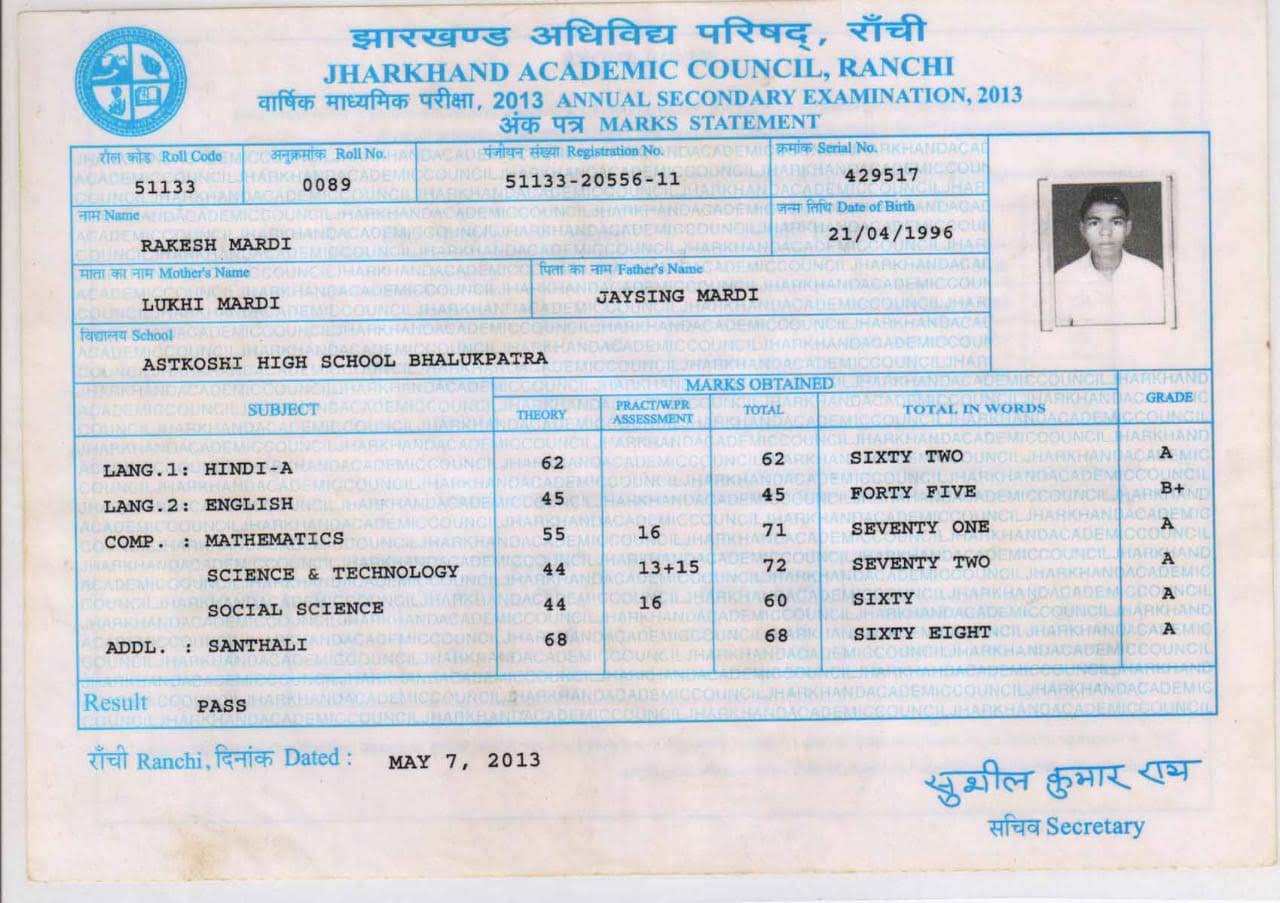 झारखण्ड अधिविद्य परिषद्, राँची
JHARKHAND ACADEMIC COUNCIL, RANCHI
वार्षिक माध्यमिक परीक्षा, 2013 ANNUAL SECONDARY EXAMINATION, 2013
अंक पत्र MARKS STATEMENT
रौल कोड Roll Code अनुक्रमांक Roll No. पंजीयन संख्या Registration No. क्रमांक Serial No.
51133 0089 51133-20556-11 429517
नाम Name जन्म तिथि Date of Birth
RAKESH MARDI 21/04/1996
माता का नाम Mother's Name पिता का नाम Father's Name
LUKHI MARDI JAYSING MARDI
विद्यालय School
ASTKOSHI HIGH SCHOOL BHALUKPATRA
MARKS OBTAINED
SUBJECT THEORY PRACT/W.PR ASSESSMENT TOTAL TOTAL IN WORDS GRADE
LANG.1: HINDI-A 62 62 SIXTY TWO A
LANG.2: ENGLISH 45 45 FORTY FIVE B+
COMP. : MATHEMATICS 55 16 71 SEVENTY ONE A
SCIENCE & TECHNOLOGY 44 13+15 72 SEVENTY TWO A
SOCIAL SCIENCE 44 16 60 SIXTY A
ADDL. : SANTHALI 68 68 SIXTY EIGHT A
Result PASS
राँची Ranchi, दिनांक Dated : MAY 7, 2013
सुशील कुमार राय
सचिव Secretary